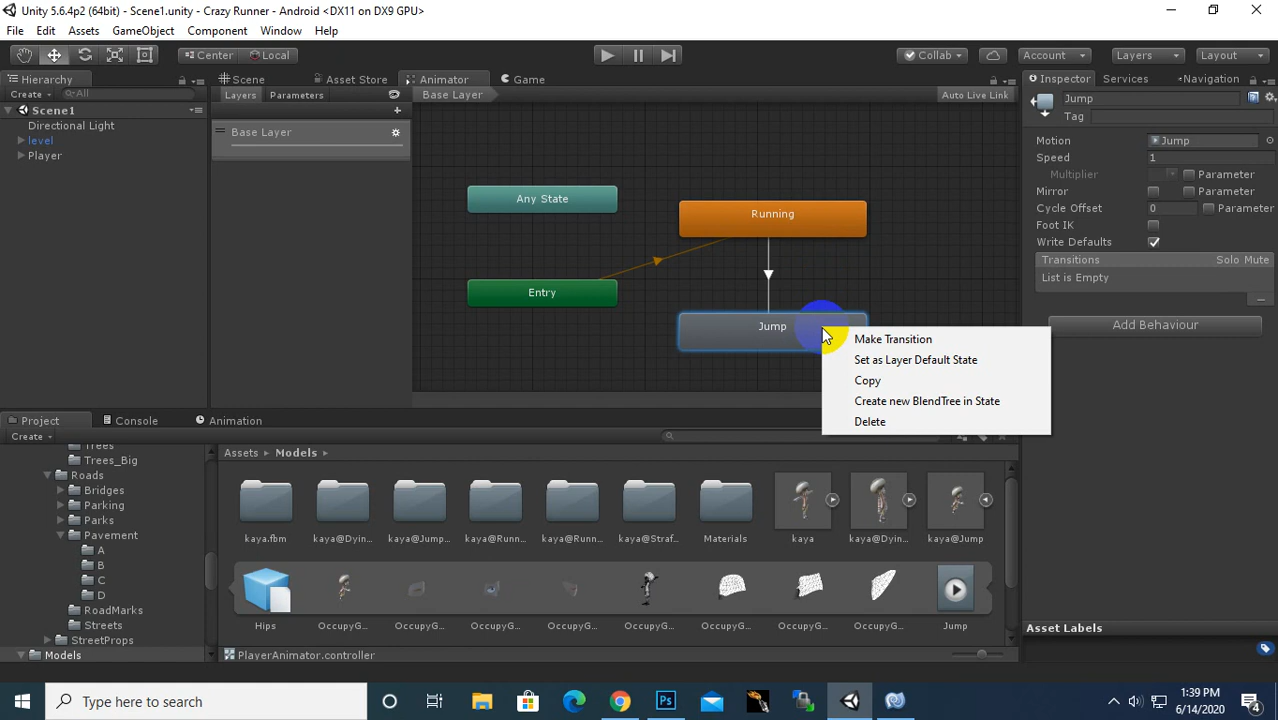 Unity 5.6.4p2 (64bit) - Scene1.unity - Crazy Runner - Android <DX11 on DX9 GPU>
File Edit Assets GameObject Component Window Help
Center Local Collab Account Layers Layout
Hierarchy Scene Asset Store Animator Game Inspector Services Navigation
Create All Layers Parameters Base Layer Auto Live Link Jump
Scene1
Directional Light
level
Player
Base Layer
Any State
Running
Entry
Jump
Tag
Motion Jump
Speed 1
Multiplier Parameter
Mirror Parameter
Cycle Offset 0 Parameter
Foot IK
Write Defaults
Transitions Solo Mute
List is Empty
Add Behaviour
Make Transition
Set as Layer Default State
Copy
Create new BlendTree in State
Delete
Project Console Animation
Create
Trees
Trees_Big
Roads
Bridges
Parking
Parks
Pavement
A
B
C
D
RoadMarks
Streets
StreetProps
Models
Assets Models
kaya.fbm kaya@Dyin... kaya@Jump... kaya@Runn... kaya@Runn... kaya@Straf... Materials kaya kaya@Dyin... kaya@Jump
Hips OccupyG... OccupyG... OccupyG... OccupyG... OccupyG... OccupyG... OccupyG... OccupyG... Jump
PlayerAnimator.controller
Asset Labels
Type here to search
Ps
1:39 PM
6/14/2020
4